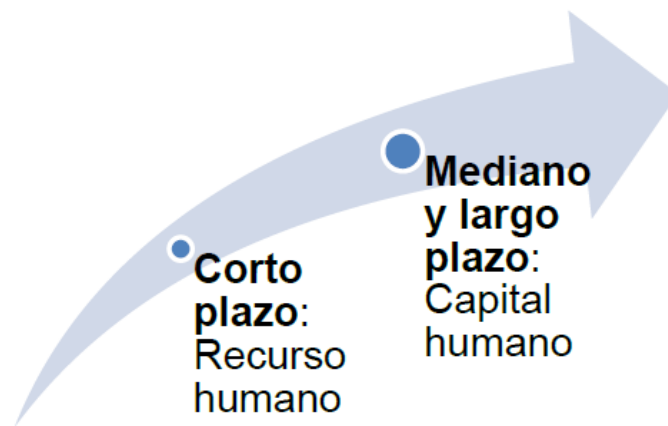 Corto
plazo:
Recurso
humano
Mediano
y largo
plazo:
Capital
humano